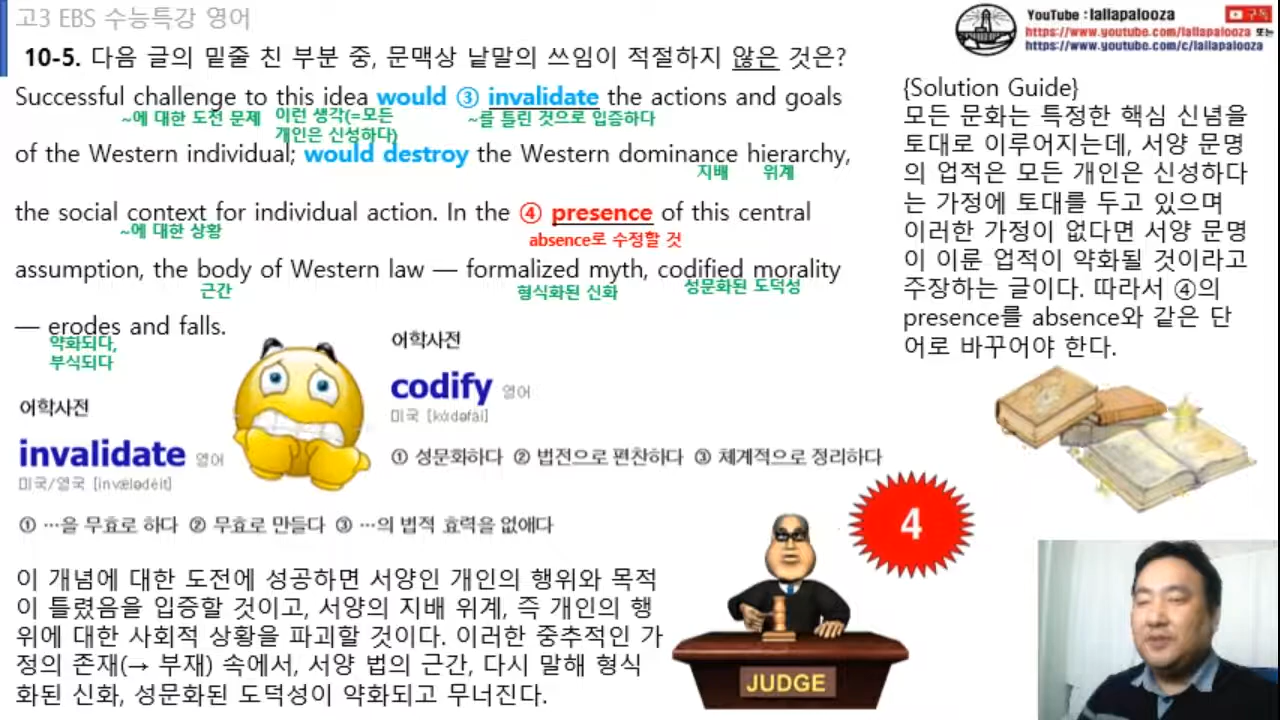 고3 EBS 수능특강 영어
YouTube : lallapalooza 구독
https://www.youtube.com/lallapalooza 또는
https://www.youtube.com/c/lallapalooza
10-5. 다음 글의 밑줄 친 부분 중, 문맥상 낱말의 쓰임이 적절하지 않은 것은?
Successful challenge to this idea would ③ invalidate the actions and goals
~에 대한 도전 문제 이런 생각(=모든 ~를 틀린 것으로 입증하다
개인은 신성하다)
of the Western individual; would destroy the Western dominance hierarchy,
지배 위계
the social context for individual action. In the ④ presence of this central
~에 대한 상황 absence로 수정할 것
assumption, the body of Western law — formalized myth, codified morality
근간 형식화된 신화 성문화된 도덕성
— erodes and falls.
약화되다,
부식되다
{Solution Guide}
모든 문화는 특정한 핵심 신념을
토대로 이루어지는데, 서양 문명
의 업적은 모든 개인은 신성하다
는 가정에 토대를 두고 있으며
이러한 가정이 없다면 서양 문명
이 이룬 업적이 약화될 것이라고
주장하는 글이다. 따라서 ④의
presence를 absence와 같은 단
어로 바꾸어야 한다.
어학사전
codify 영어
미국 [kɑ́dəfài]
① 성문화하다 ② 법전으로 편찬하다 ③ 체계적으로 정리하다
어학사전
invalidate 영어
미국/영국 [invǽlədèit]
① …을 무효로 하다 ② 무효로 만들다 ③ …의 법적 효력을 없애다
4
이 개념에 대한 도전에 성공하면 서양인 개인의 행위와 목적
이 틀렸음을 입증할 것이고, 서양의 지배 위계, 즉 개인의 행
위에 대한 사회적 상황을 파괴할 것이다. 이러한 중추적인 가
정의 존재(→ 부재) 속에서, 서양 법의 근간, 다시 말해 형식
화된 신화, 성문화된 도덕성이 약화되고 무너진다.
JUDGE